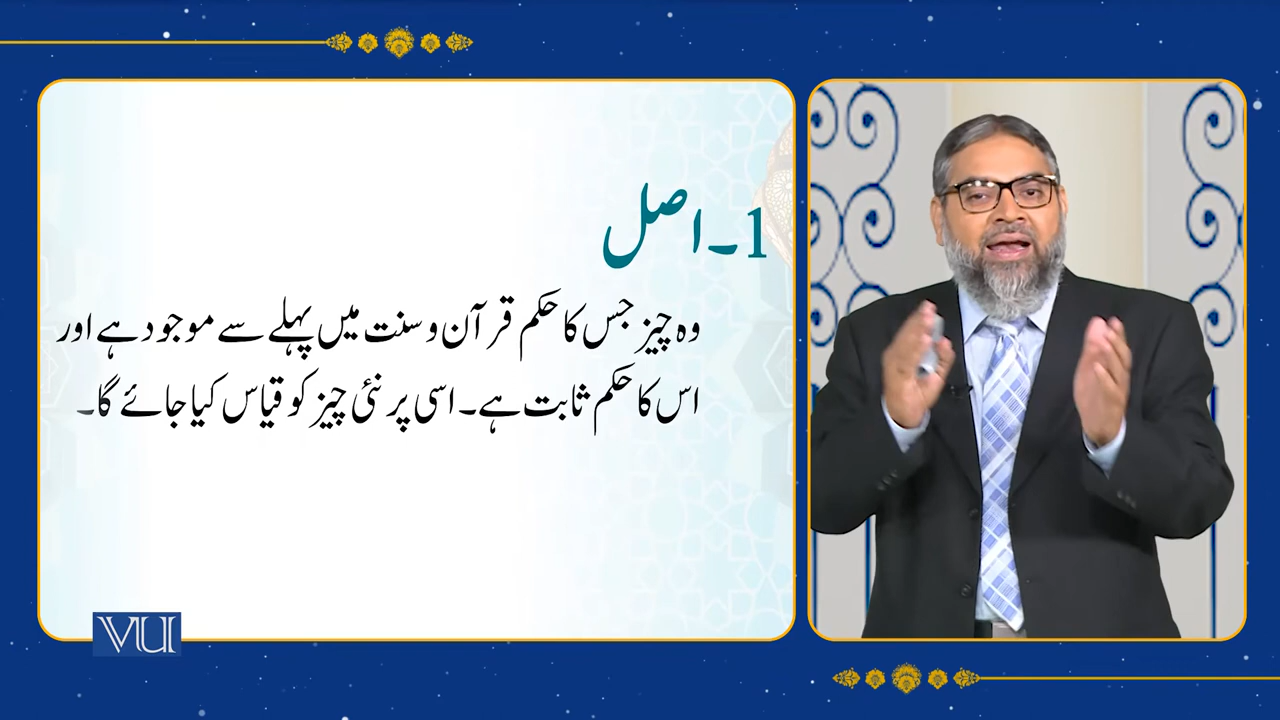 1۔اصل
وہ چیز جس کا حکم قرآن و سنت میں پہلے سے موجود ہے اور
اس کا حکم ثابت ہے۔ اسی پر نئی چیز کو قیاس کیا جائے گا۔
VU